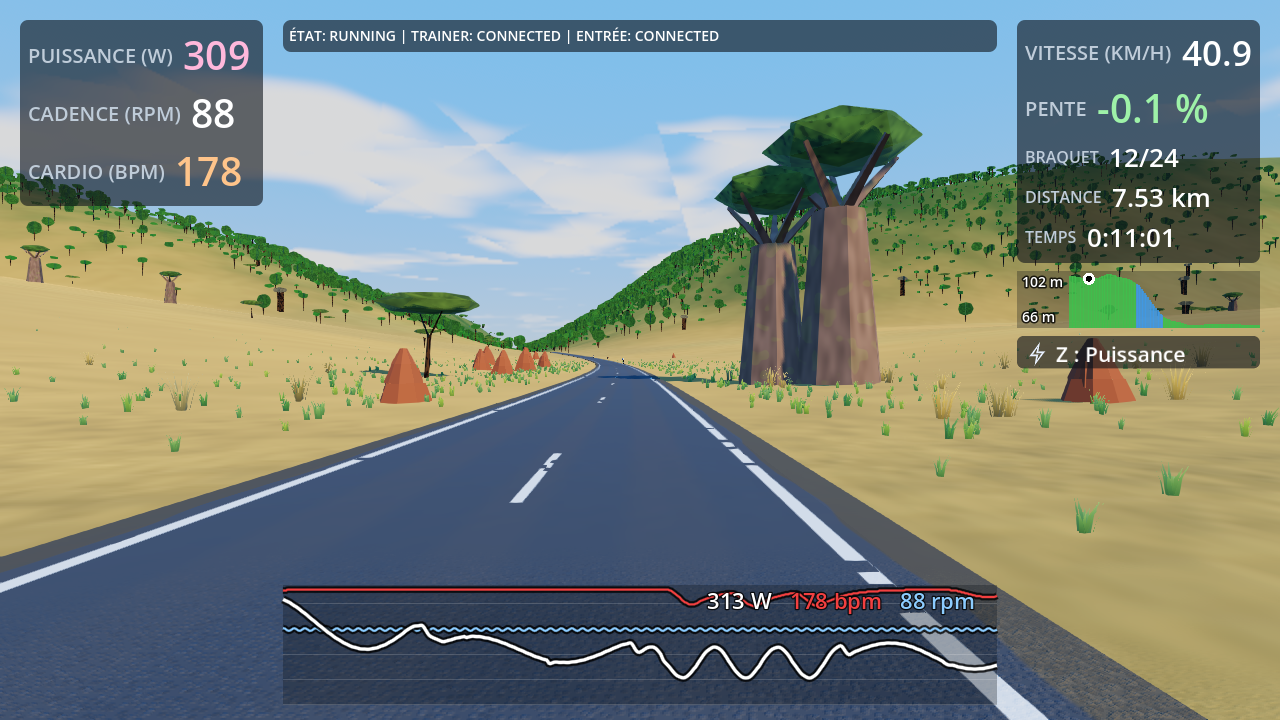 PUISSANCE (W) 309
CADENCE (RPM) 88
CARDIO (BPM) 178
ÉTAT: RUNNING | TRAINER: CONNECTED | ENTRÉE: CONNECTED
VITESSE (KM/H) 40.9
PENTE -0.1 %
BRAQUET 12/24
DISTANCE 7.53 km
TEMPS 0:11:01
102 m
66 m
Z : Puissance
313 W 178 bpm 88 rpm